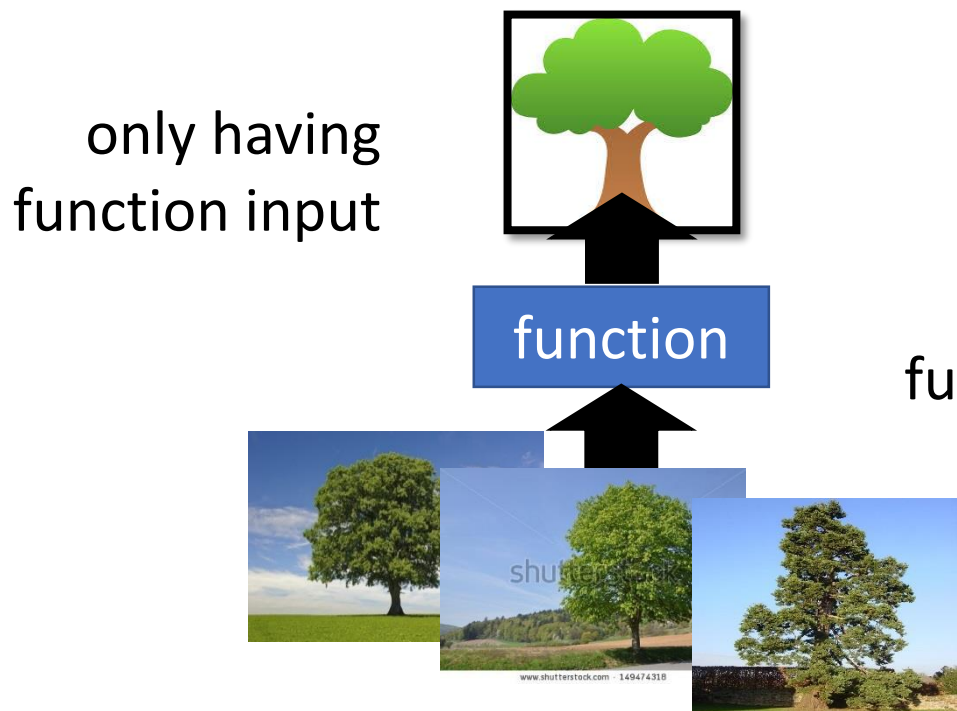 only having
function input
function
fu
shutterstock
www.shutterstock.com · 149474318